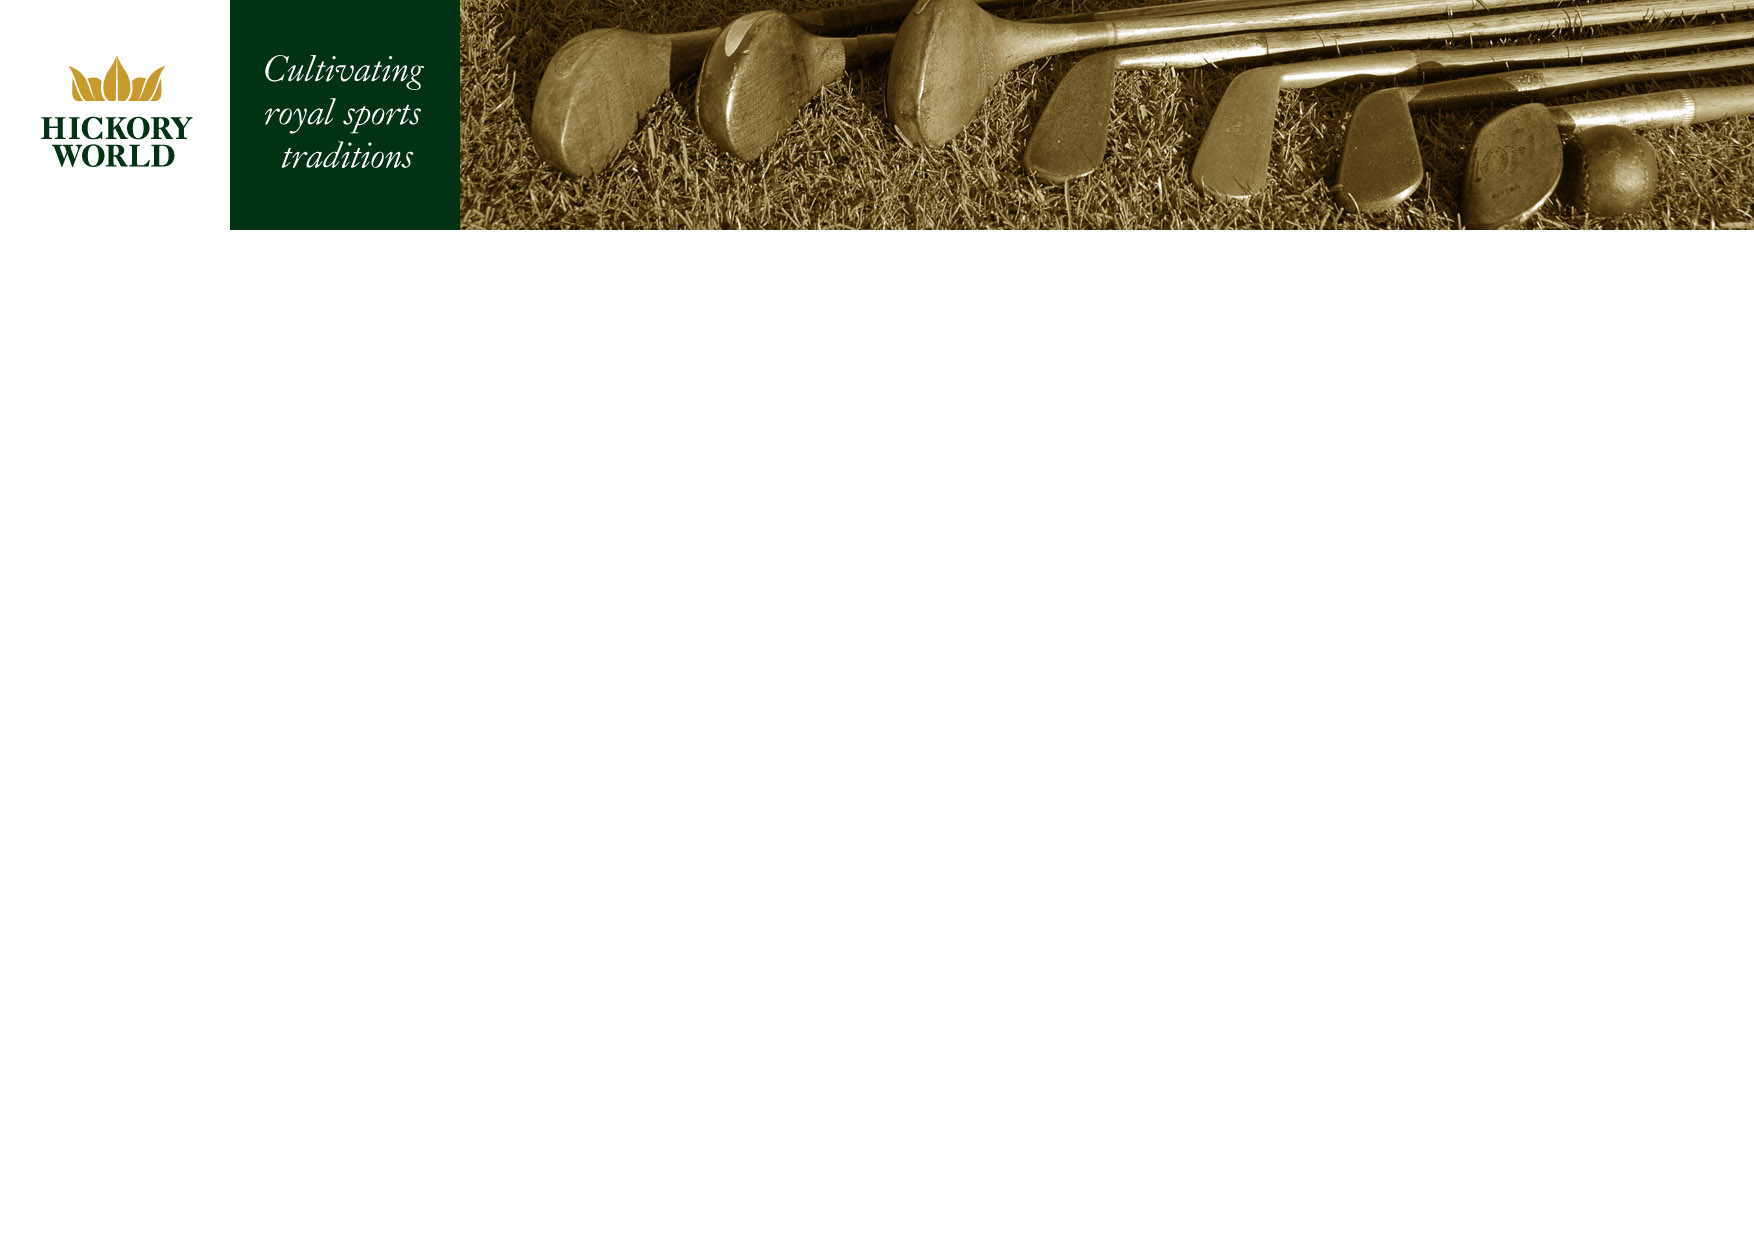 HICKORY
WORLD
Cultivating
royal sports
traditions